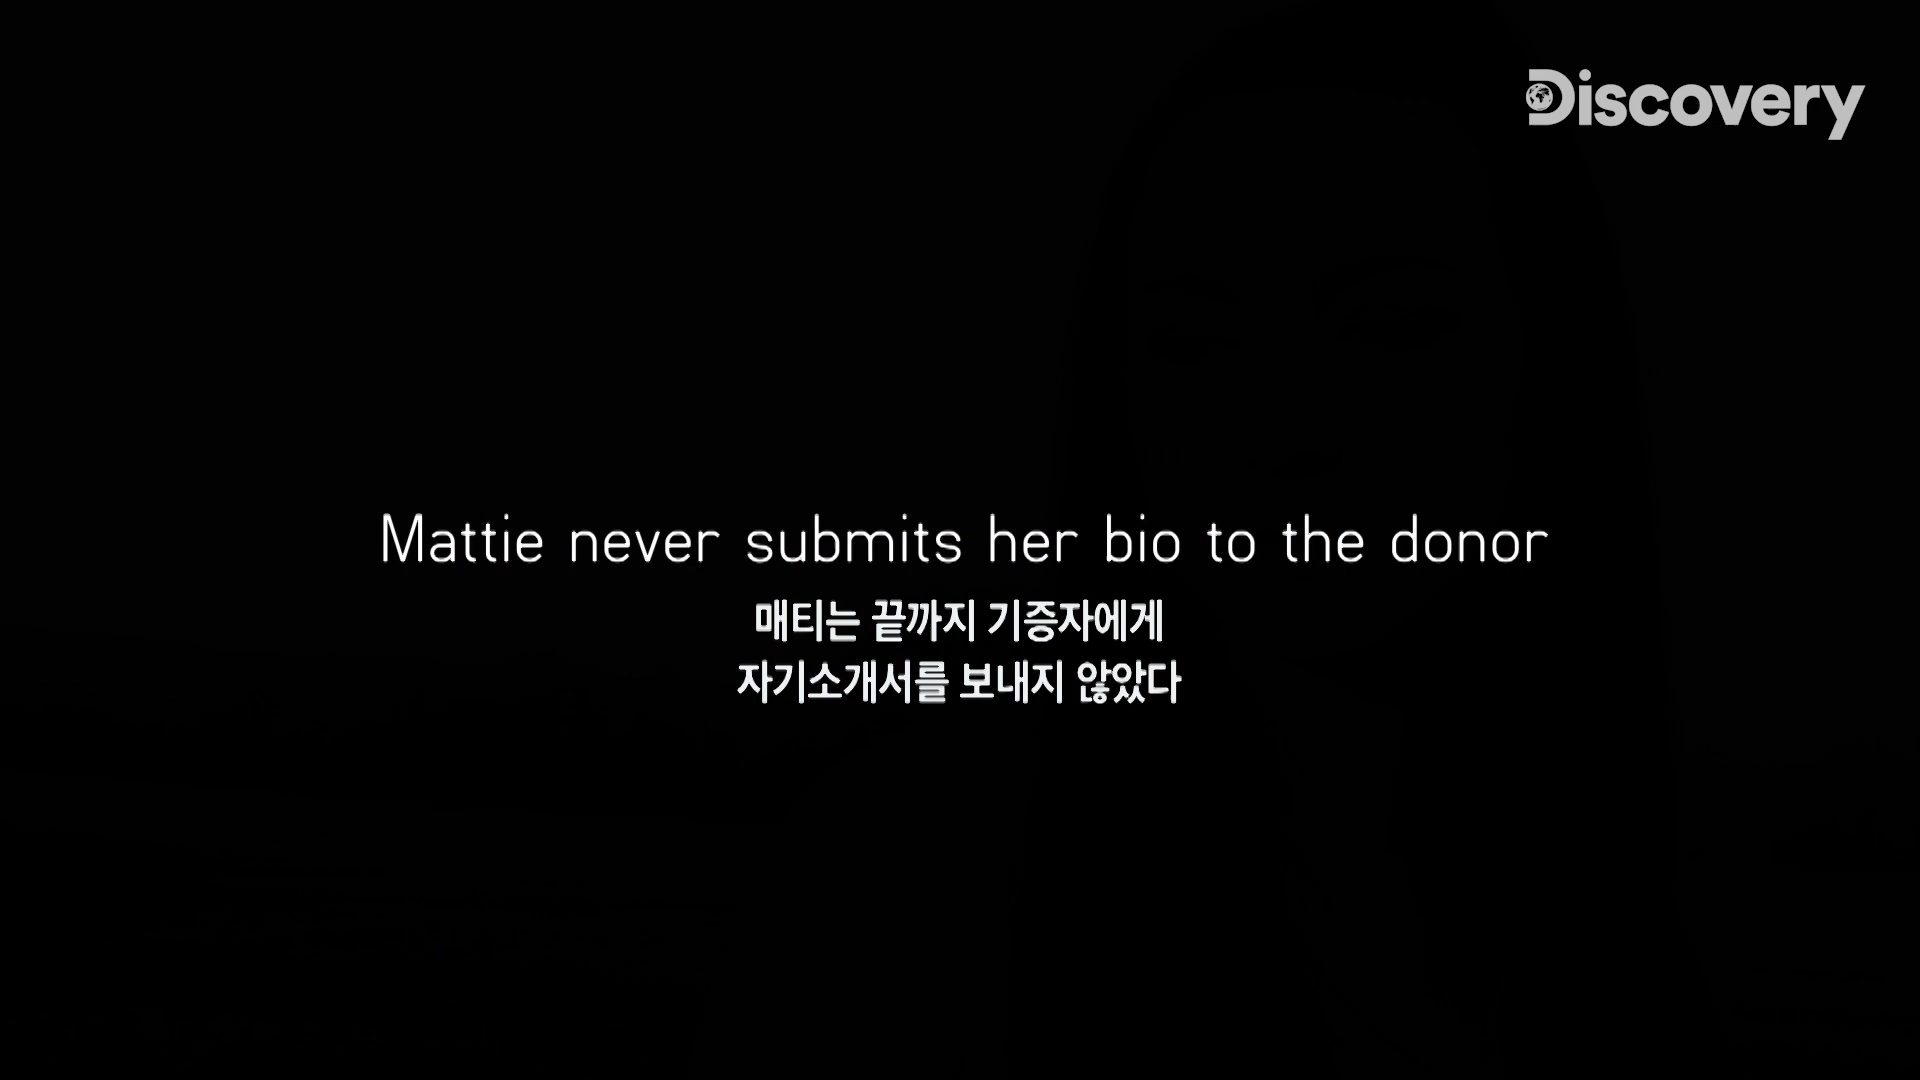 Discovery
Mattie never submits her bio to the donor
매티는 끝까지 기증자에게
자기소개서를 보내지 않았다